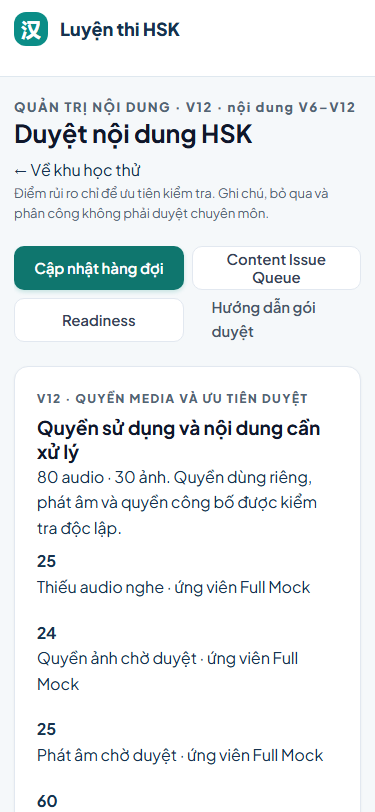 汉 Luyện thi HSK
QUẢN TRỊ NỘI DUNG · V12 · nội dung V6–V12
Duyệt nội dung HSK
← Về khu học thử
Điểm rủi ro chỉ để ưu tiên kiểm tra. Ghi chú, bỏ qua và
phân công không phải duyệt chuyên môn.
Cập nhật hàng đợi
Content Issue
Queue
Readiness
Hướng dẫn gói
duyệt
V12 · QUYỀN MEDIA VÀ ƯU TIÊN DUYỆT
Quyền sử dụng và nội dung cần
xử lý
80 audio · 30 ảnh. Quyền dùng riêng,
phát âm và quyền công bố được kiểm
tra độc lập.
25
Thiếu audio nghe · ứng viên Full Mock
24
Quyền ảnh chờ duyệt · ứng viên Full
Mock
25
Phát âm chờ duyệt · ứng viên Full Mock
60